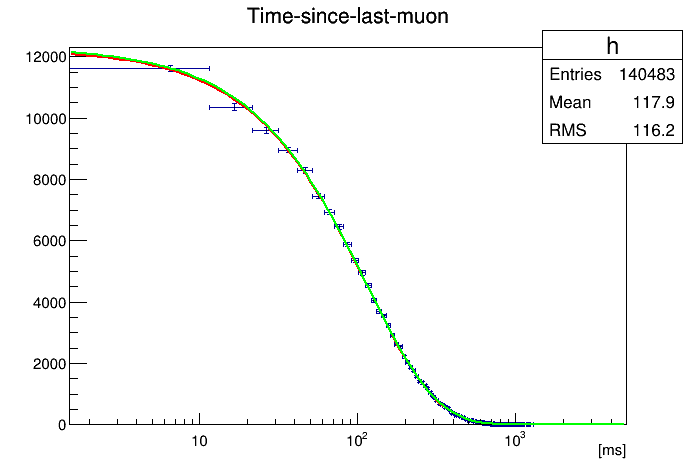 Time-since-last-muon
h
Entries 140483
Mean 117.9
RMS 116.2
12000
10000
8000
6000
4000
2000
0
10 10² 10³
[ms]